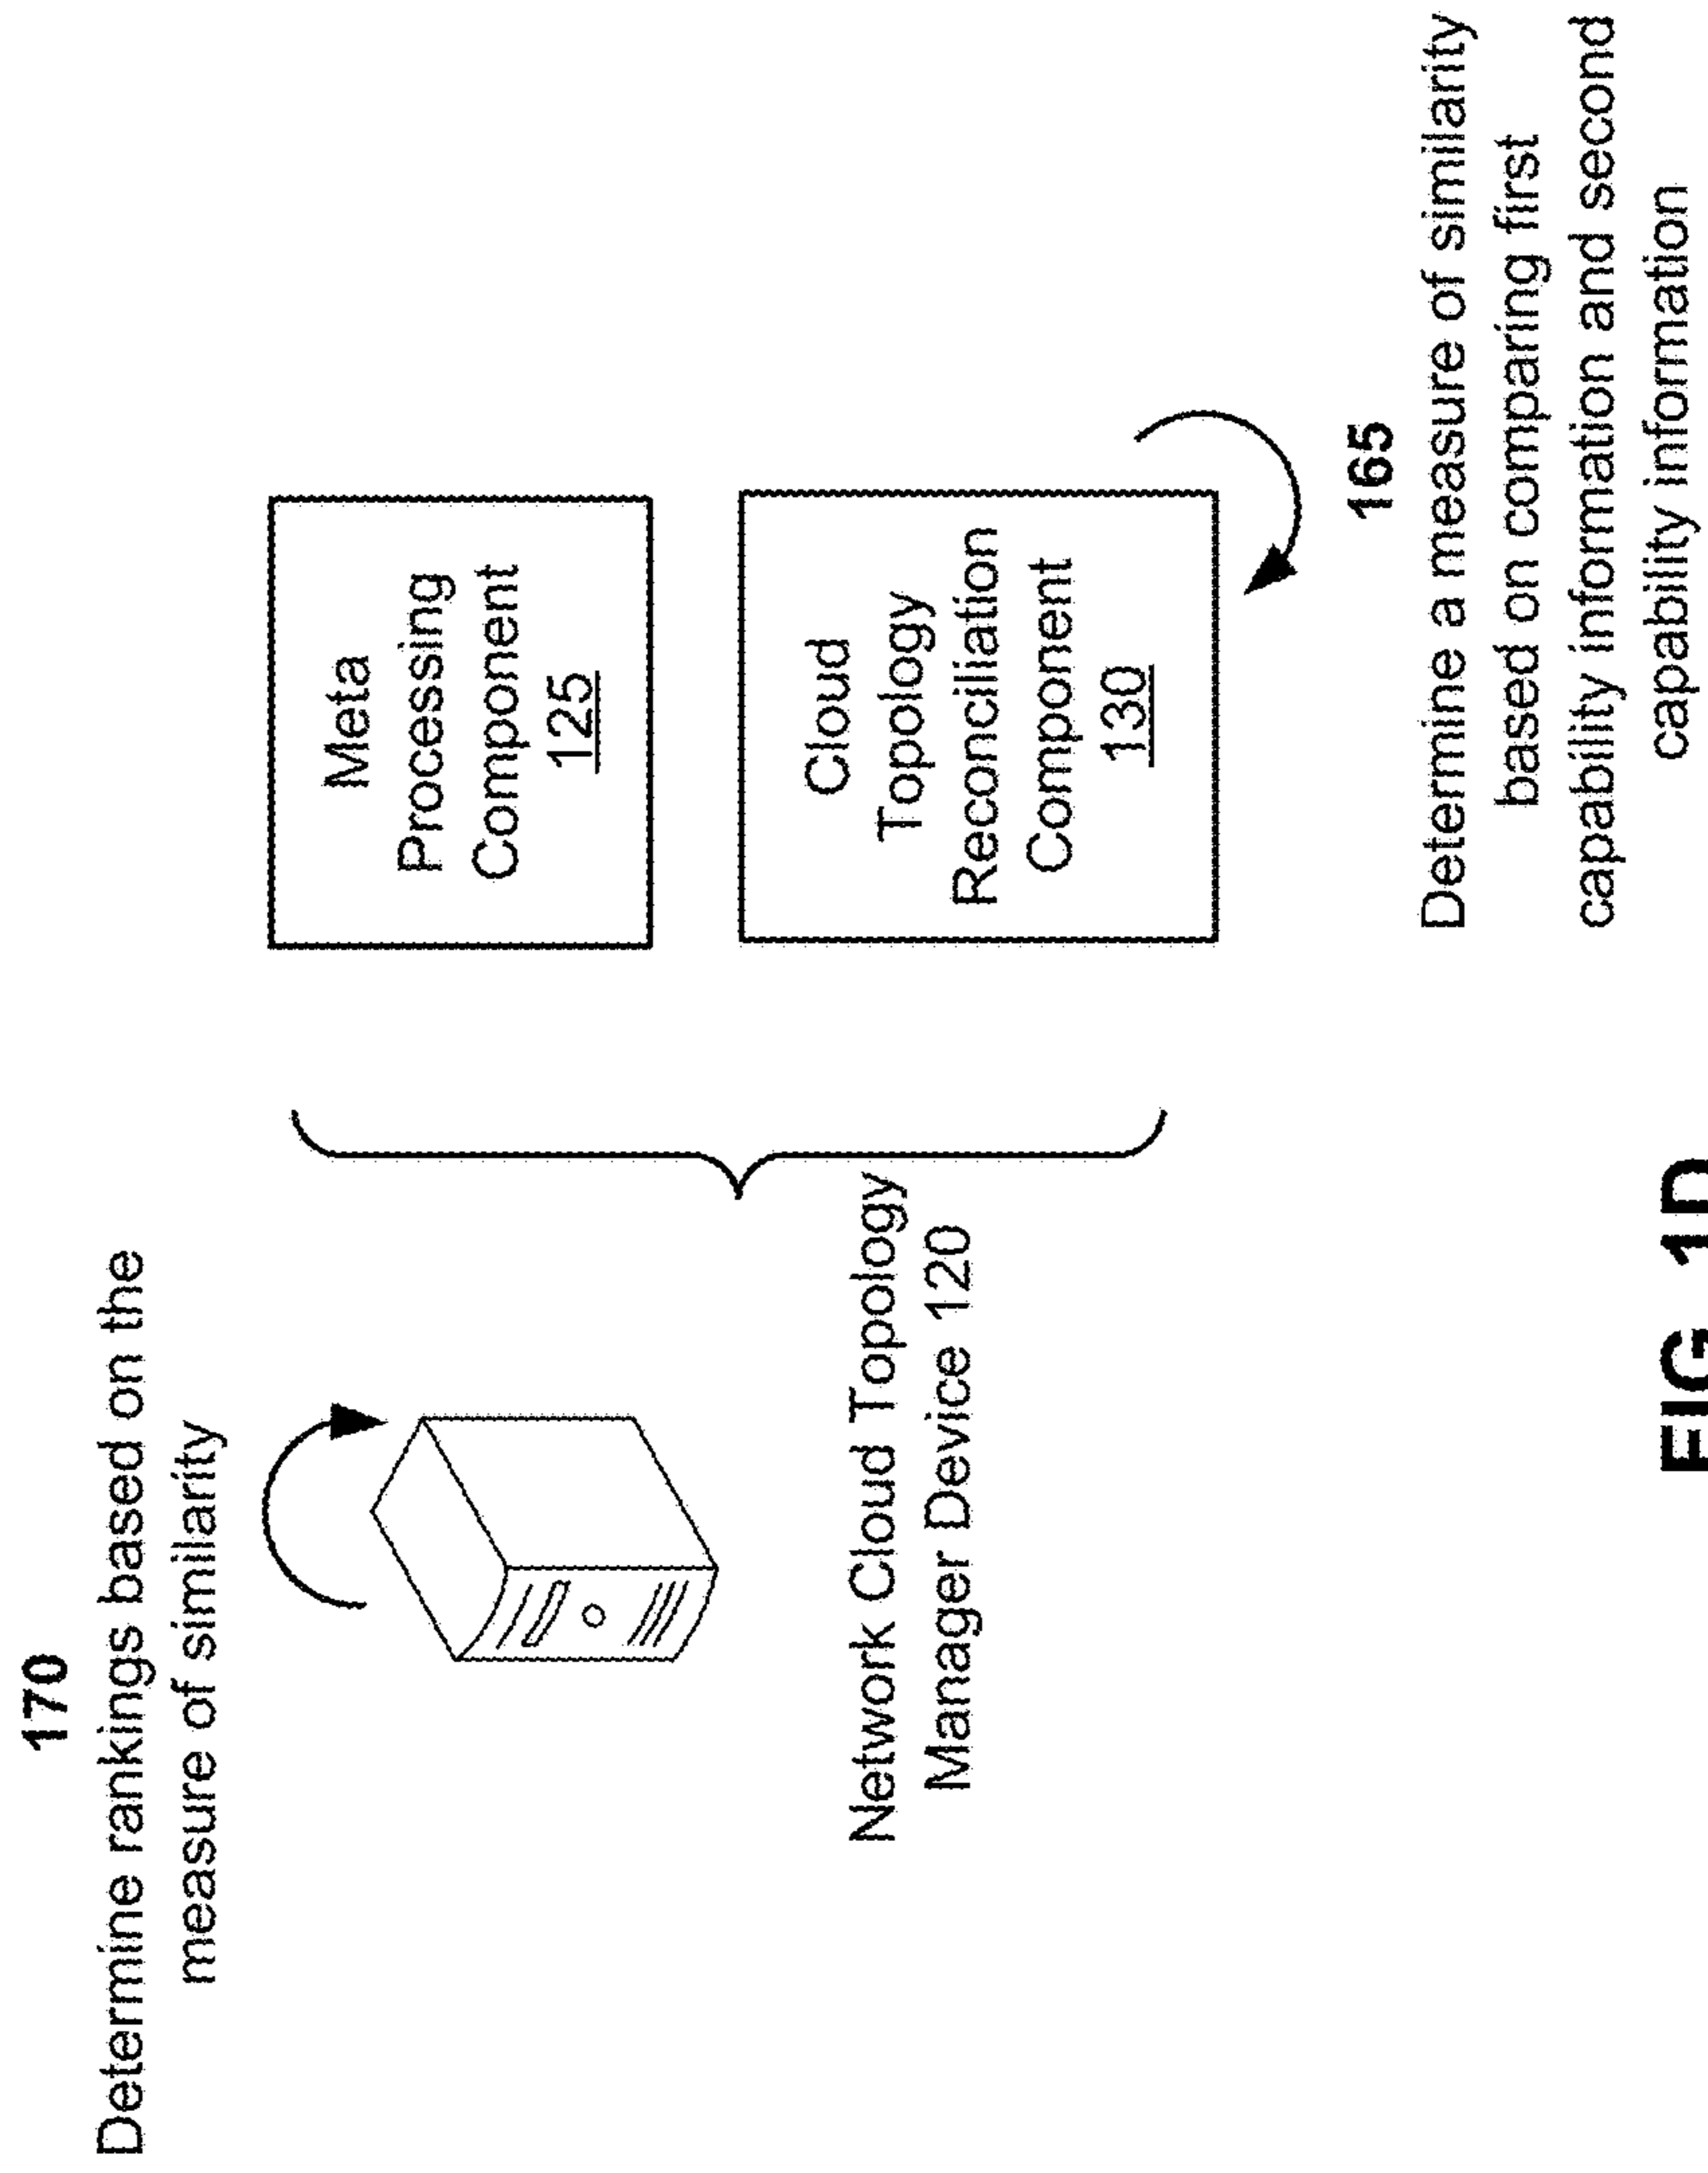 170
Determine rankings based on the
measure of similarity
Network Cloud Topology
Manager Device 120
Meta
Processing
Component
125
Cloud
Topology
Reconciliation
Component
130
165
Determine a measure of similarity
based on comparing first
capability information and second
capability information
FIG. 1D